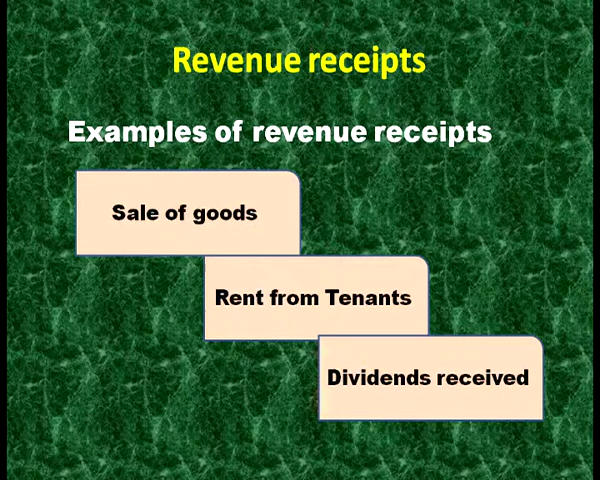 Revenue receipts
Examples of revenue receipts
Sale of goods
Rent from Tenants
Dividends received